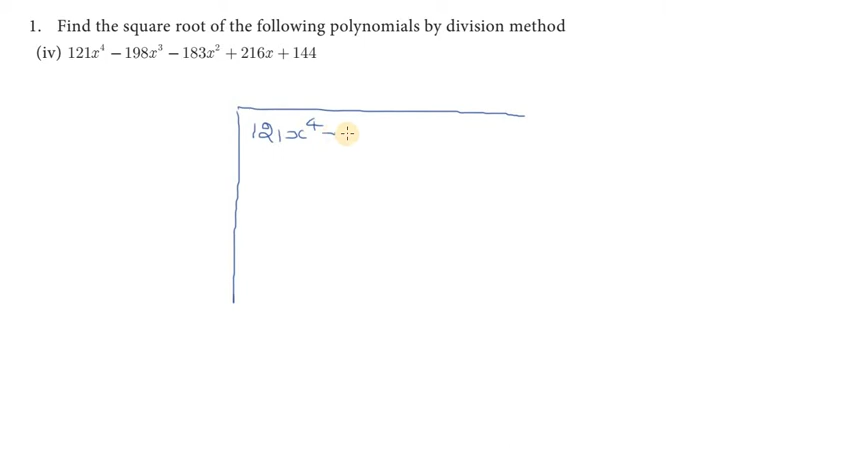 1. Find the square root of the following polynomials by division method
(iv) 121x⁴ − 198x³ − 183x² + 216x + 144
121x⁴ −